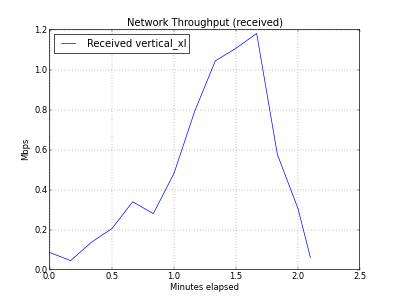 Network Throughput (received)
Received vertical_xl
1.2
1.0
0.8
0.6
0.4
0.2
0.0
Mbps
0.0 0.5 1.0 1.5 2.0 2.5
Minutes elapsed